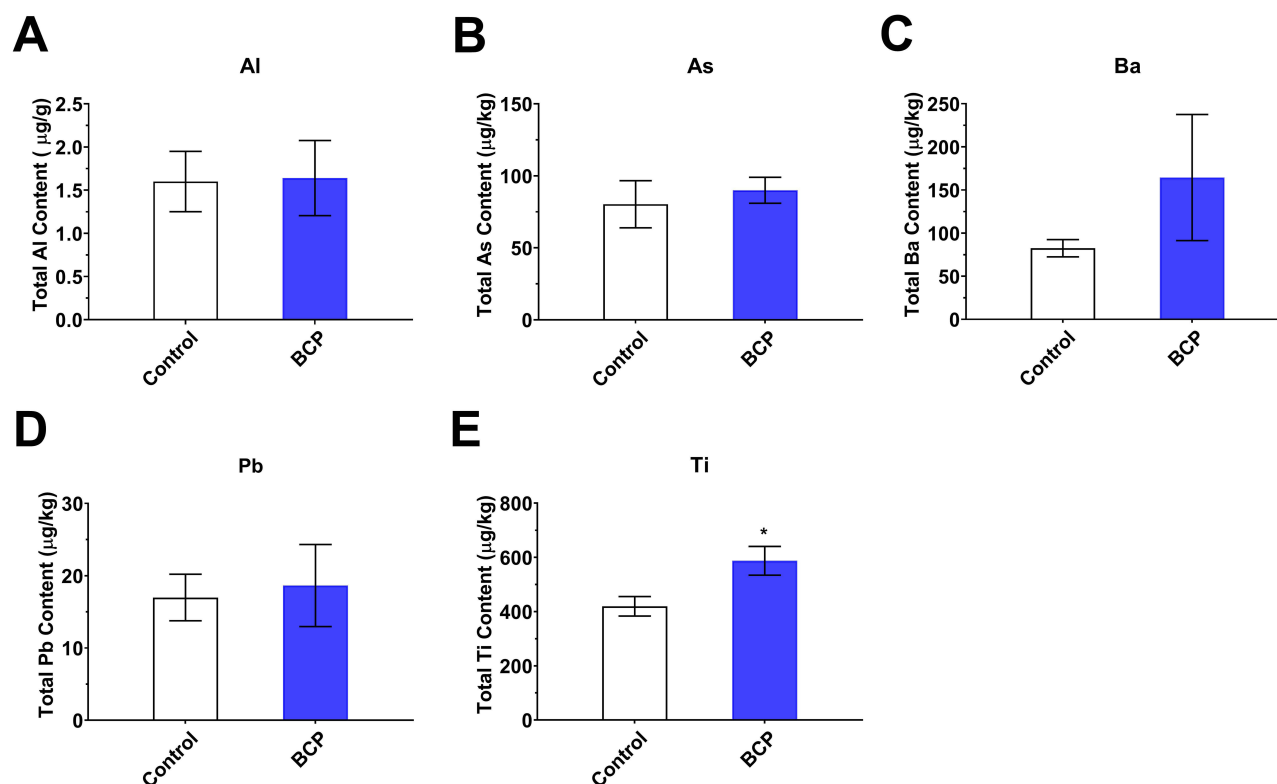 A
Al
Total Al Content ( μg/g)
2.5
2.0
1.5
1.0
0.5
0.0
Control
BCP
B
As
Total As Content (μg/kg)
150
100
50
0
Control
BCP
C
Ba
Total Ba Content (μg/kg)
250
200
150
100
50
0
Control
BCP
D
Pb
Total Pb Content (μg/kg)
30
20
10
0
Control
BCP
E
Ti
Total Ti Content (μg/kg)
800
600
400
200
0
*
Control
BCP